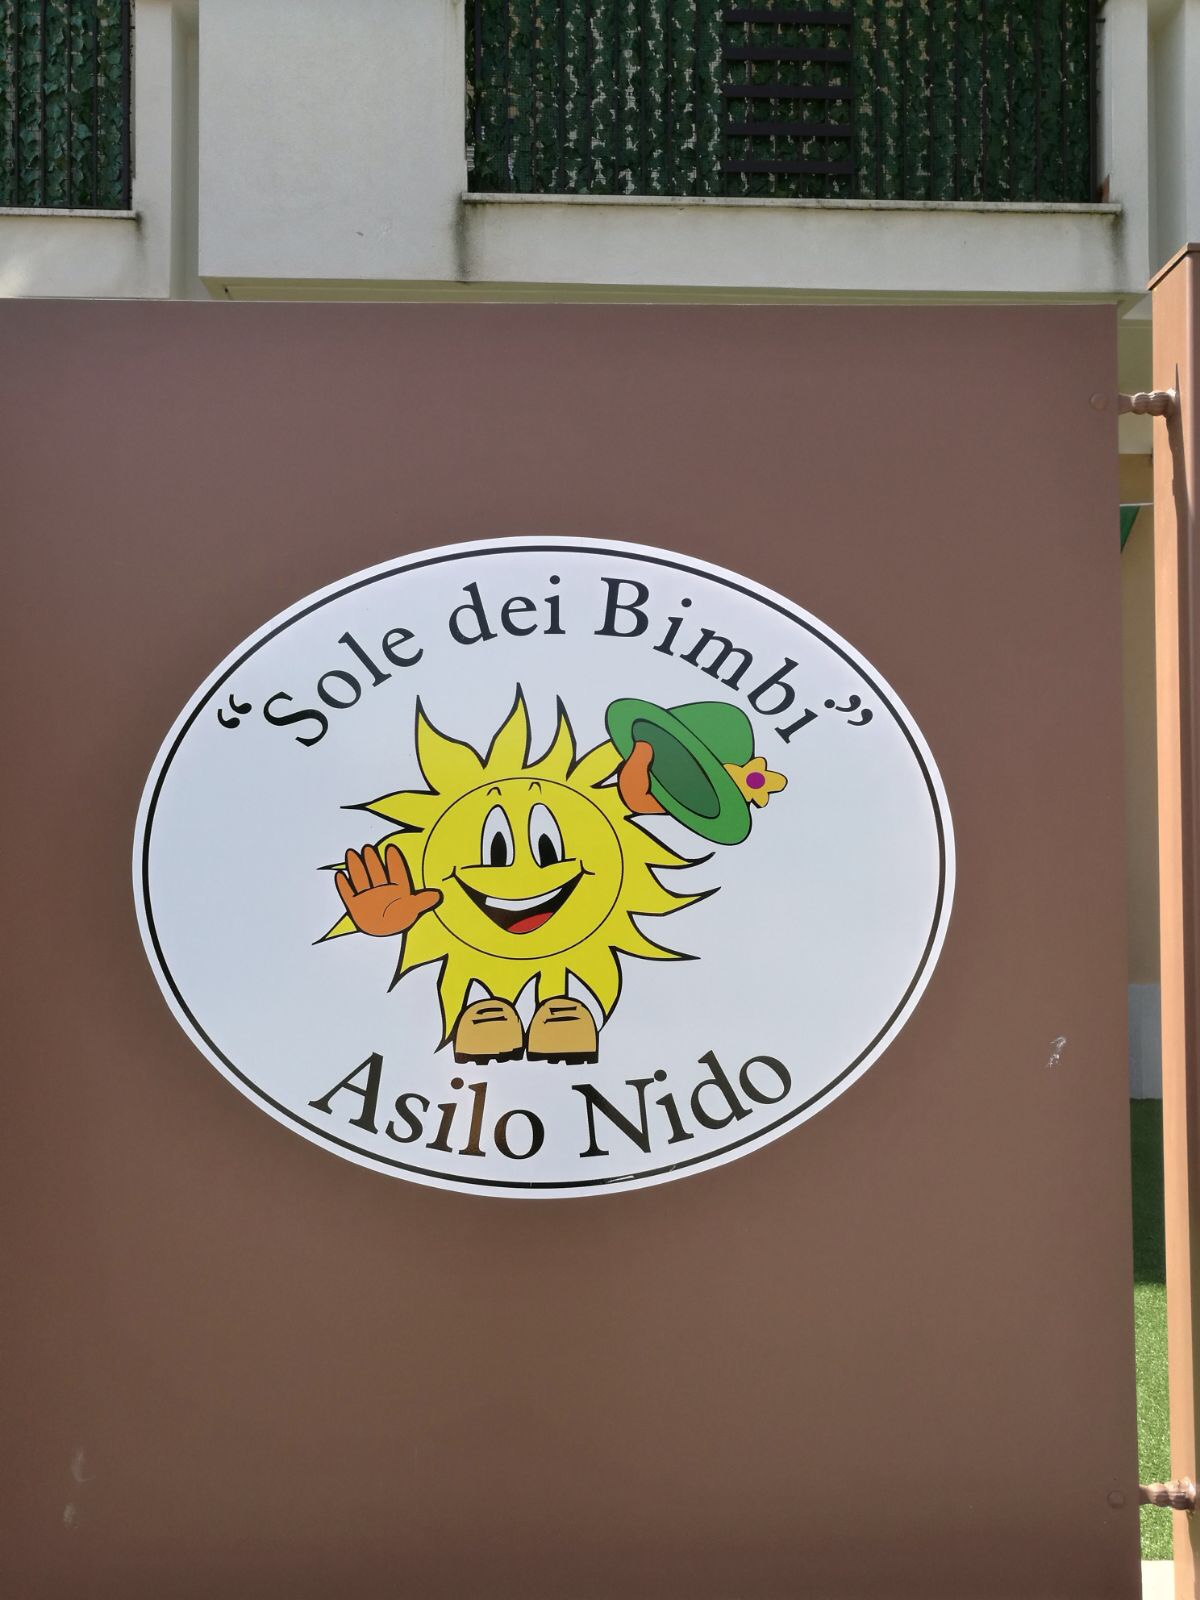 “Sole dei Bimbi”
Asilo Nido